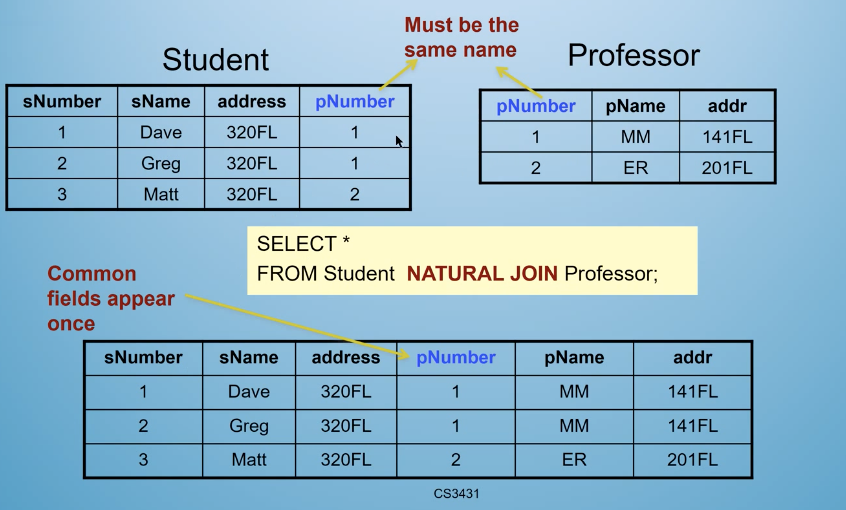 Must be the
same name
Student
Professor
sNumber sName address pNumber
1 Dave 320FL 1
2 Greg 320FL 1
3 Matt 320FL 2
pNumber pName addr
1 MM 141FL
2 ER 201FL
SELECT *
FROM Student NATURAL JOIN Professor;
Common
fields appear
once
sNumber sName address pNumber pName addr
1 Dave 320FL 1 MM 141FL
2 Greg 320FL 1 MM 141FL
3 Matt 320FL 2 ER 201FL
CS3431